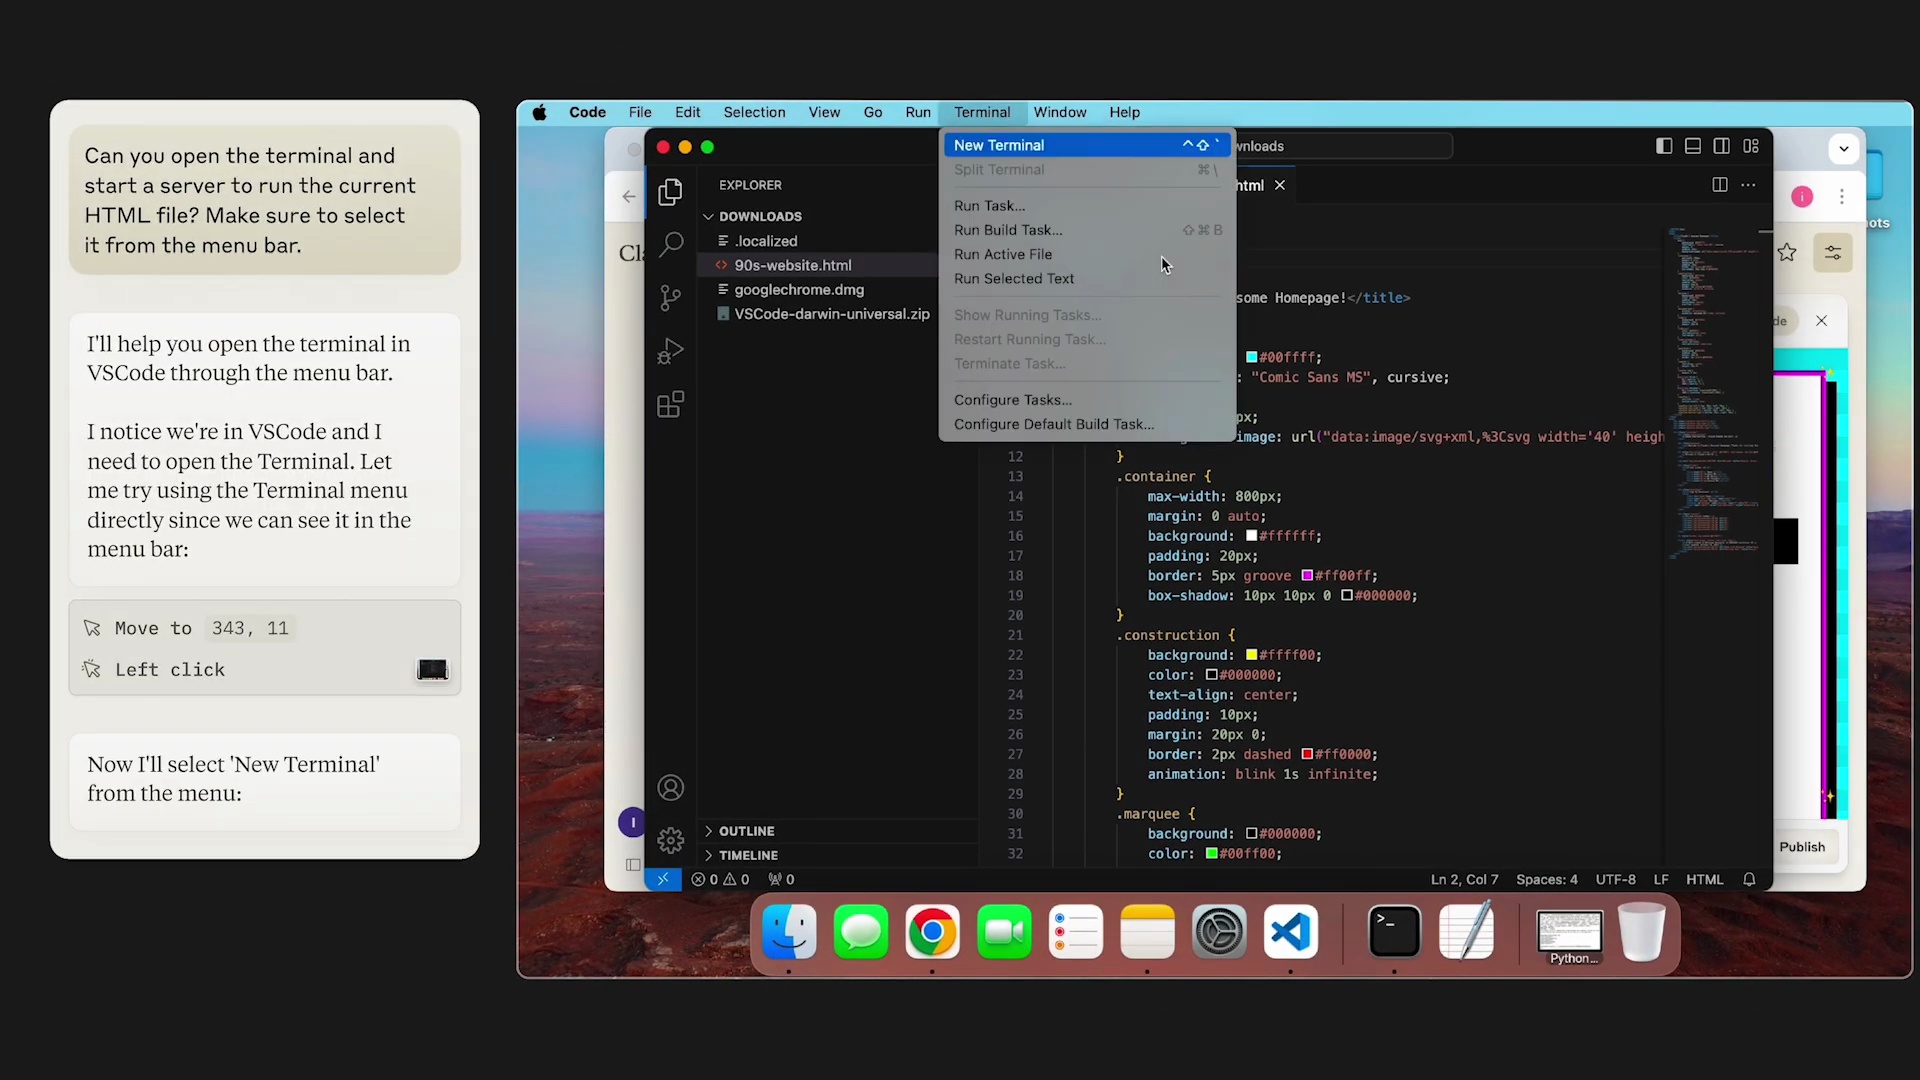 Can you open the terminal and
start a server to run the current
HTML file? Make sure to select
it from the menu bar.
I'll help you open the terminal in
VSCode through the menu bar.
I notice we're in VSCode and I
need to open the Terminal. Let
me try using the Terminal menu
directly since we can see it in the
menu bar:
Move to 343, 11
Left click
Now I'll select 'New Terminal'
from the menu:
Code File Edit Selection View Go Run Terminal Window Help
New Terminal ^⇧`
Split Terminal ⌘\
Run Task...
Run Build Task... ⇧⌘B
Run Active File
Run Selected Text
Show Running Tasks...
Restart Running Task...
Terminate Task...
Configure Tasks...
Configure Default Build Task...
wnloads
html
EXPLORER
DOWNLOADS
.localized
90s-website.html
googlechrome.dmg
VSCode-darwin-universal.zip
OUTLINE
TIMELINE
some Homepage!</title>
#00ffff;
: "Comic Sans MS", cursive;
px;
image: url("data:image/svg+xml,%3Csvg width='40' heigh
12 }
13 .container {
14 max-width: 800px;
15 margin: 0 auto;
16 background: #ffffff;
17 padding: 20px;
18 border: 5px groove #ff00ff;
19 box-shadow: 10px 10px 0 #000000;
20 }
21 .construction {
22 background: #ffff00;
23 color: #000000;
24 text-align: center;
25 padding: 10px;
26 margin: 20px 0;
27 border: 2px dashed #ff0000;
28 animation: blink 1s infinite;
29 }
30 .marquee {
31 background: #000000;
32 color: #00ff00;
0 0 0
Ln 2, Col 7 Spaces: 4 UTF-8 LF HTML
Cla
I
i
ots
de
Publish
Python...